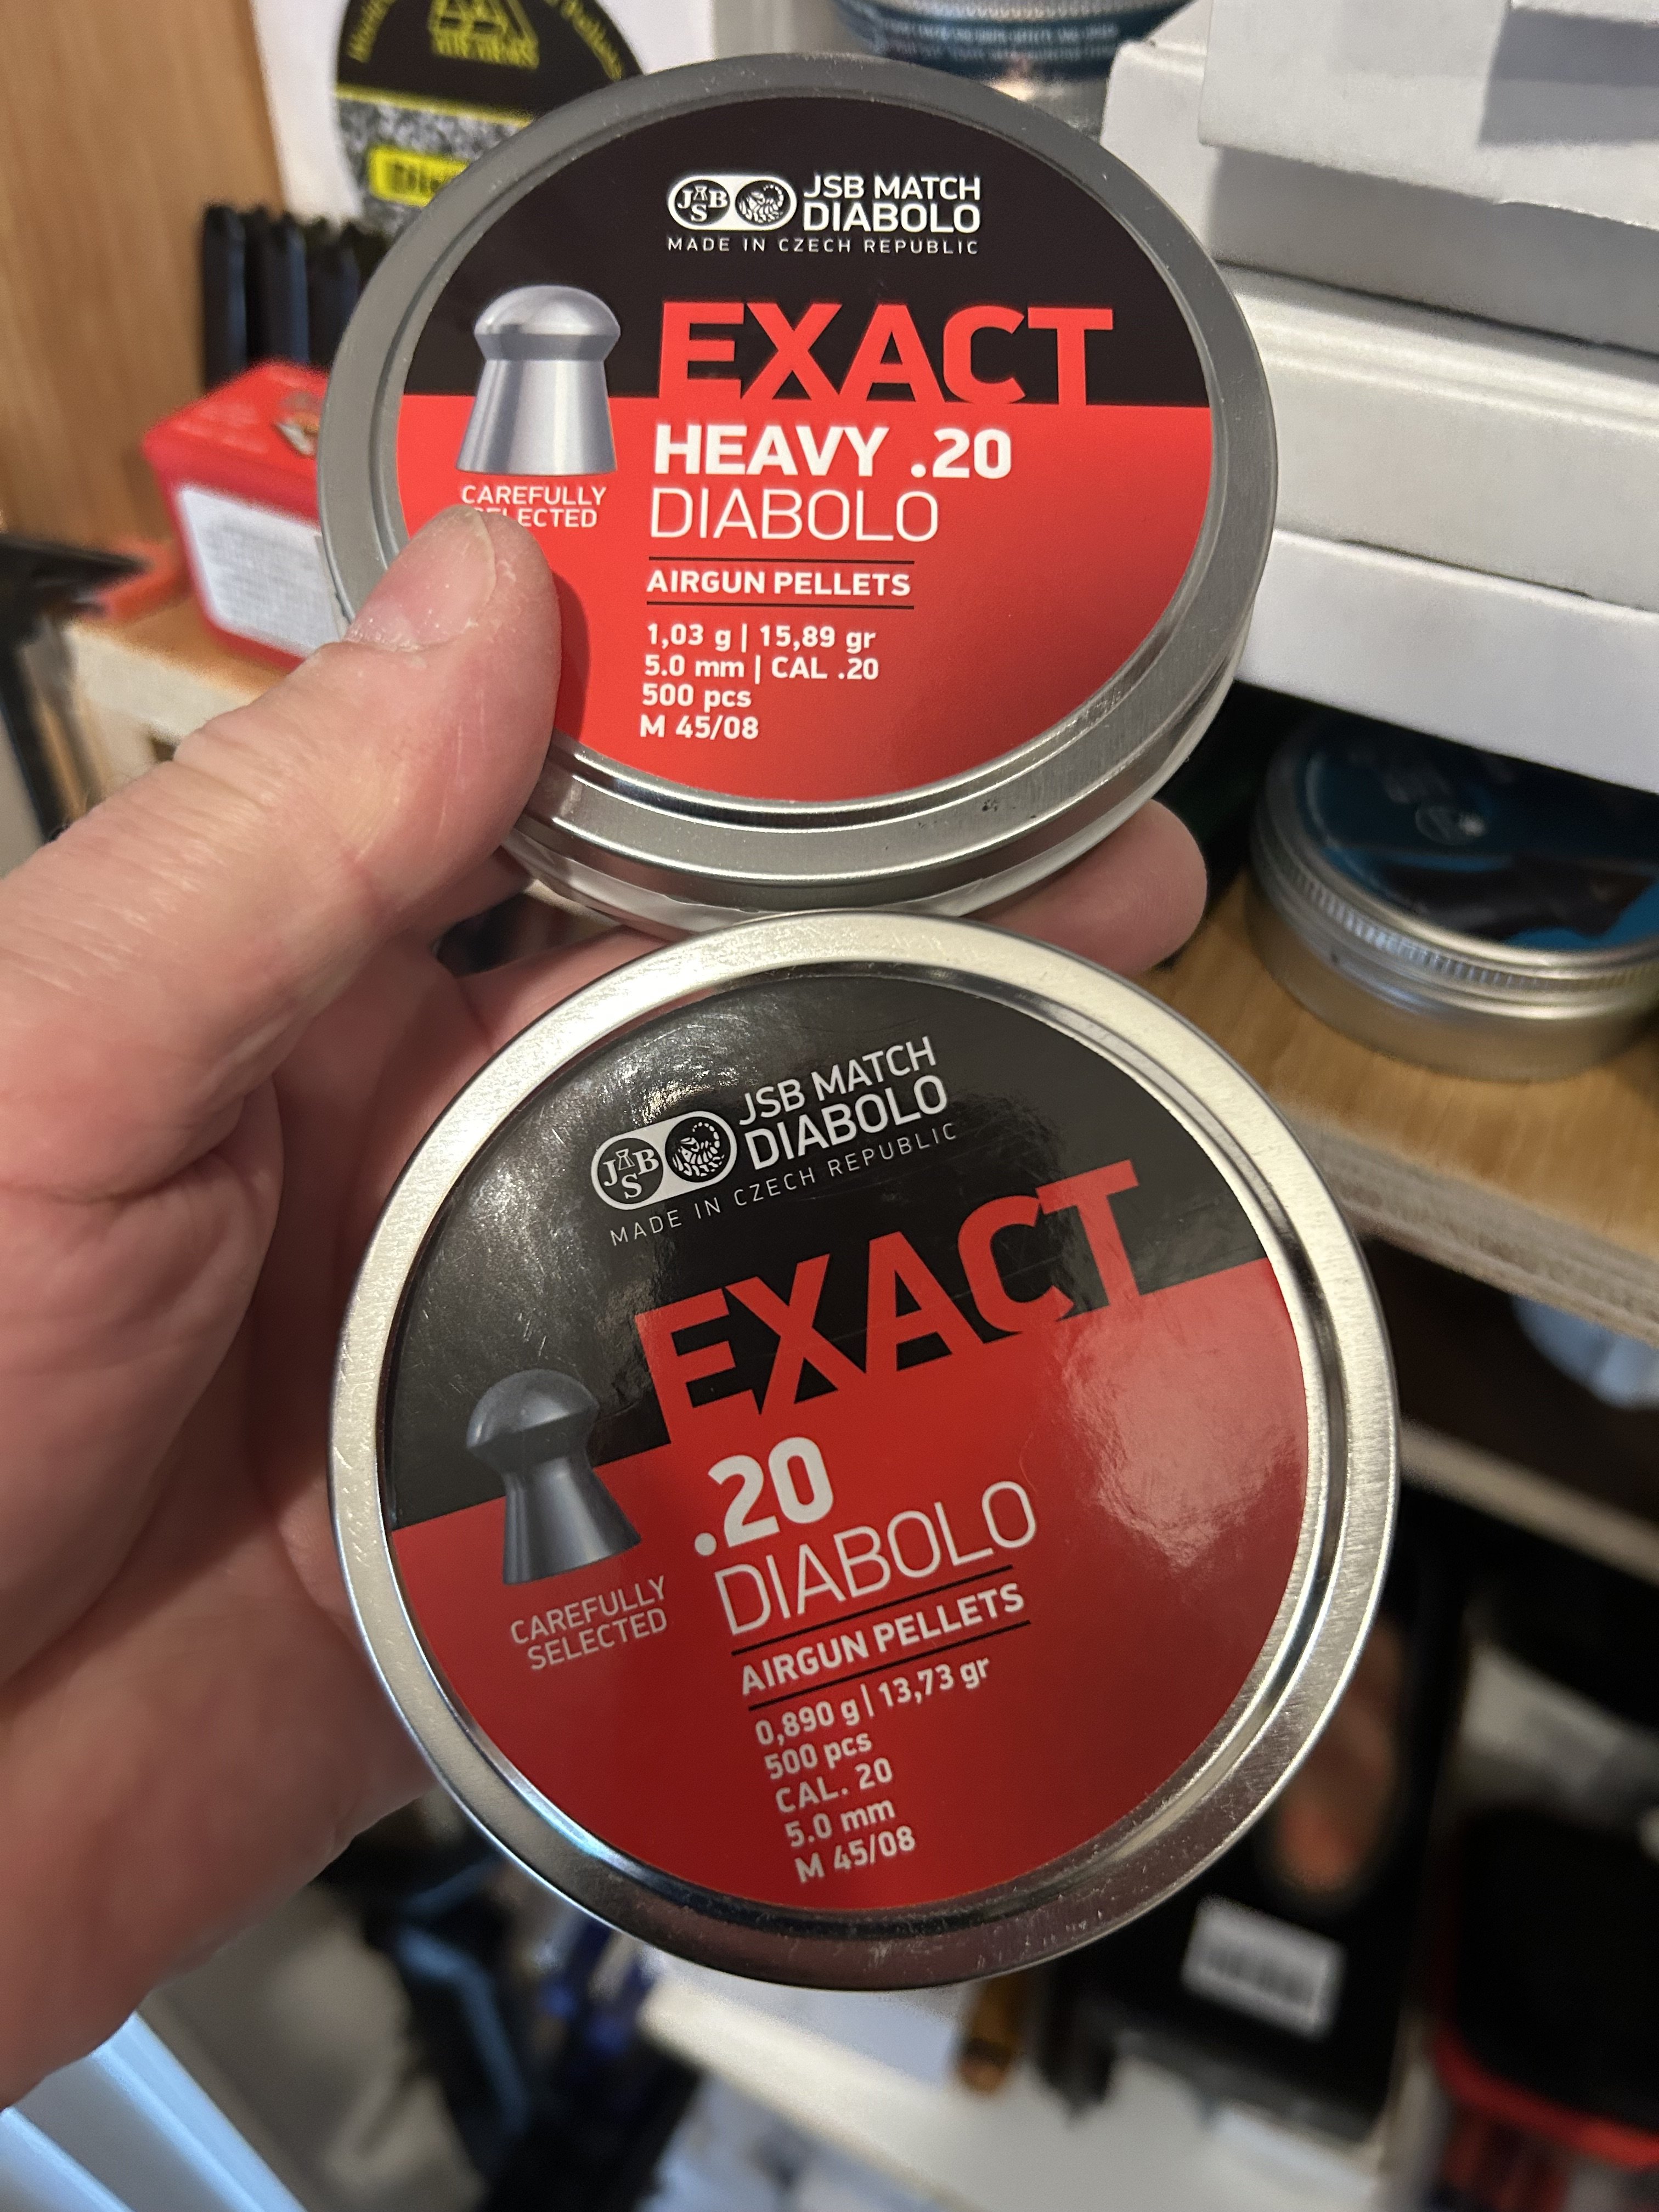 JSB MATCH
DIABOLO
MADE IN CZECH REPUBLIC
EXACT
HEAVY .20
DIABOLO
CAREFULLY
SELECTED
AIRGUN PELLETS
1,03 g | 15,89 gr
5.0 mm | CAL .20
500 pcs
M 45/08
JSB
JSB MATCH
DIABOLO
MADE IN CZECH REPUBLIC
EXACT
.20
DIABOLO
CAREFULLY
SELECTED
AIRGUN PELLETS
0,890 g | 13,73 gr
500 pcs
CAL. 20
5.0 mm
M 45/08